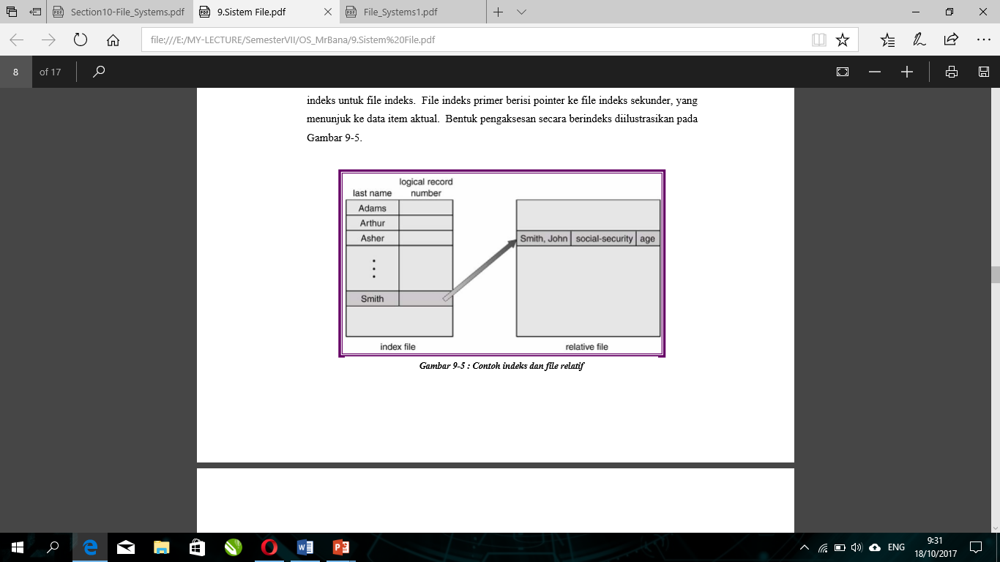 Section10-File_Systems.pdf
9.Sistem File.pdf
File_Systems1.pdf
file:///E:/MY-LECTURE/SemesterVII/OS_MrBana/9.Sistem%20File.pdf
8 of 17
indeks untuk file indeks. File indeks primer berisi pointer ke file indeks sekunder, yang
menunjuk ke data item aktual. Bentuk pengaksesan secara berindeks diilustrasikan pada
Gambar 9-5.
logical record
last name number
Adams
Arthur
Asher
Smith
index file
Smith, John social-security age
relative file
Gambar 9-5 : Contoh indeks dan file relatif
ENG
9:31
18/10/2017